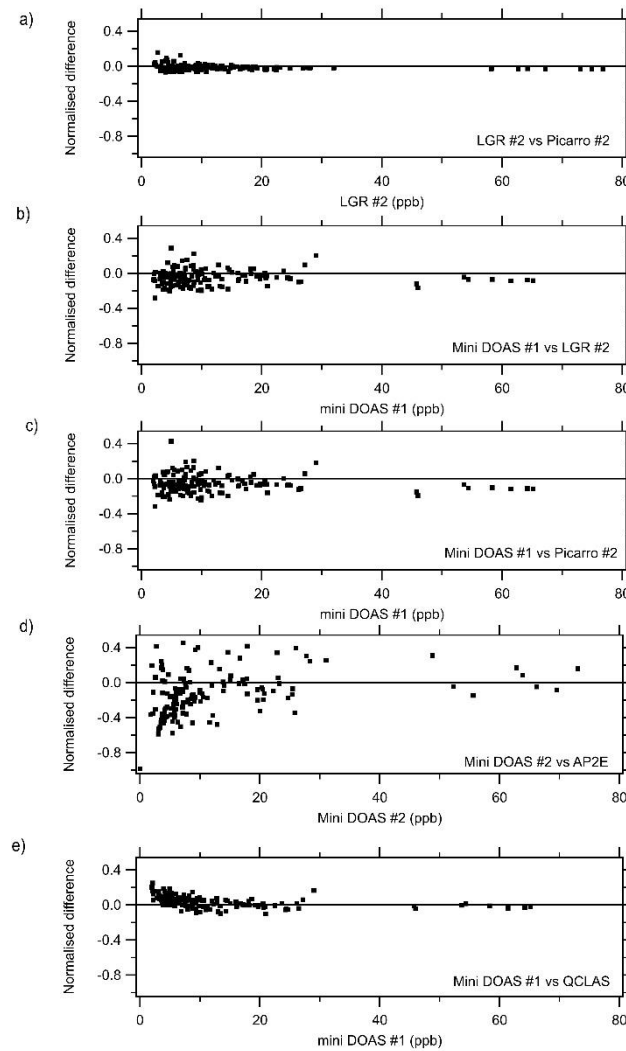 a)
Normalised difference
0.4
0.0
-0.4
-0.8
LGR #2 vs Picarro #2
0 20 40 60 80
LGR #2 (ppb)
b)
Normalised difference
0.4
0.0
-0.4
-0.8
Mini DOAS #1 vs LGR #2
0 20 40 60 80
mini DOAS #1 (ppb)
c)
Normalised difference
0.4
0.0
-0.4
-0.8
Mini DOAS #1 vs Picarro #2
0 20 40 60 80
mini DOAS #1 (ppb)
d)
Normalised difference
0.4
0.0
-0.4
-0.8
Mini DOAS #2 vs AP2E
0 20 40 60 80
Mini DOAS #2 (ppb)
e)
Normalised difference
0.4
0.0
-0.4
-0.8
Mini DOAS #1 vs QCLAS
0 20 40 60 80
mini DOAS #1 (ppb)